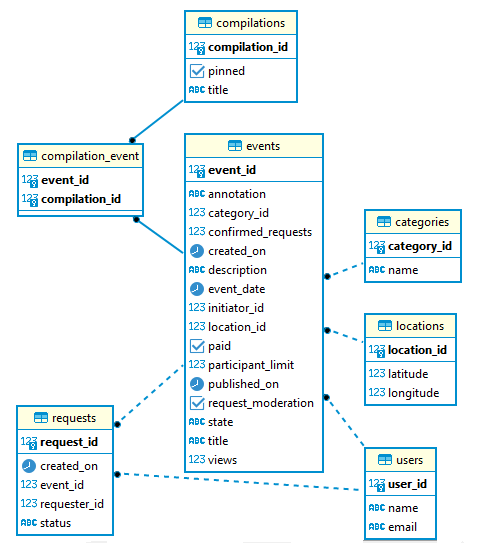 compilations
123 compilation_id
pinned
ABC title
compilation_event
123 event_id
123 compilation_id
events
123 event_id
ABC annotation
123 category_id
123 confirmed_requests
created_on
ABC description
event_date
123 initiator_id
123 location_id
paid
123 participant_limit
published_on
request_moderation
ABC state
ABC title
123 views
categories
123 category_id
ABC name
locations
123 location_id
123 latitude
123 longitude
requests
123 request_id
created_on
123 event_id
123 requester_id
ABC status
users
123 user_id
ABC name
ABC email